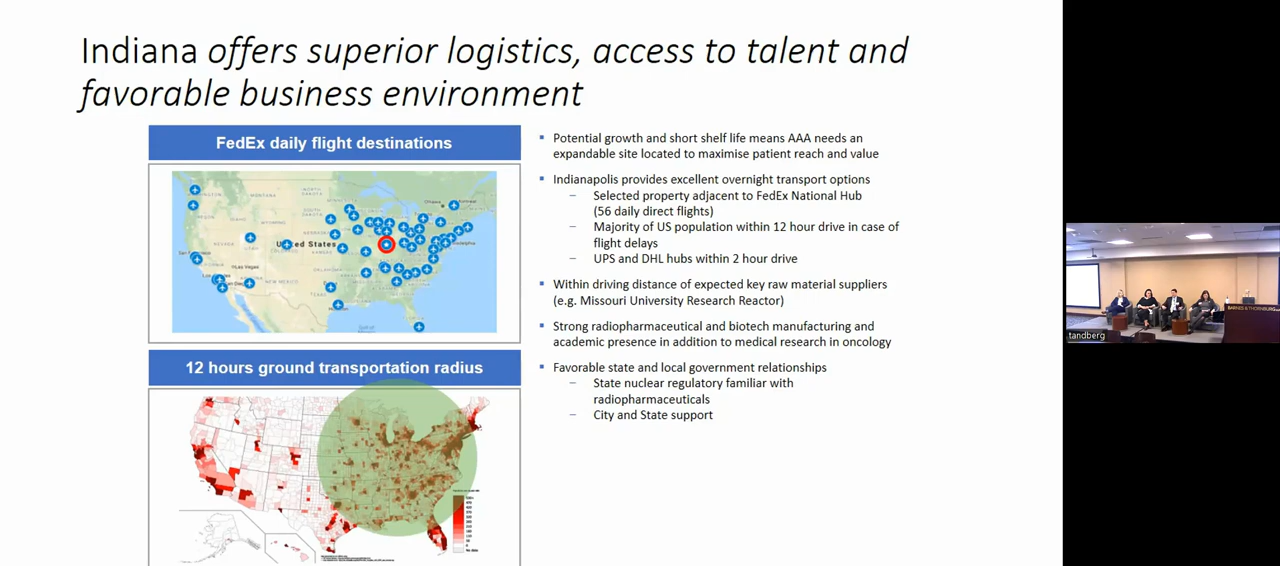 Indiana offers superior logistics, access to talent and
favorable business environment
FedEx daily flight destinations
United States
Las Vegas
12 hours ground transportation radius
▪ Potential growth and short shelf life means AAA needs an
expandable site located to maximise patient reach and value
▪ Indianapolis provides excellent overnight transport options
– Selected property adjacent to FedEx National Hub
(56 daily direct flights)
– Majority of US population within 12 hour drive in case of
flight delays
– UPS and DHL hubs within 2 hour drive
▪ Within driving distance of expected key raw material suppliers
(e.g. Missouri University Research Reactor)
▪ Strong radiopharmaceutical and biotech manufacturing and
academic presence in addition to medical research in oncology
▪ Favorable state and local government relationships
– State nuclear regulatory familiar with
radiopharmaceuticals
– City and State support
BARNES & THORNBURG
tandberg